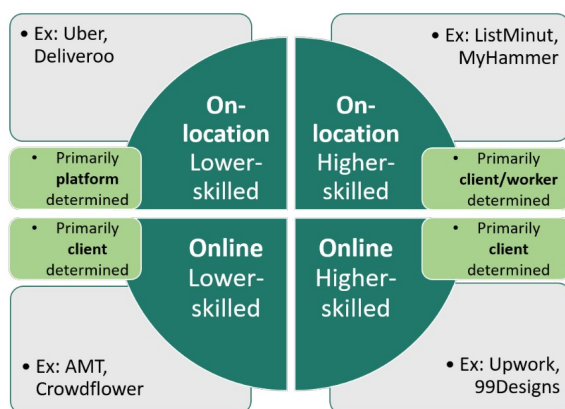 • Ex: Uber,
Deliveroo
• Ex: ListMinut,
MyHammer
On-
location
Lower-
skilled
On-
location
Higher-
skilled
• Primarily
platform
determined
• Primarily
client/worker
determined
• Primarily
client
determined
• Primarily
client
determined
Online
Lower-
skilled
Online
Higher-
skilled
• Ex: AMT,
Crowdflower
• Ex: Upwork,
99Designs